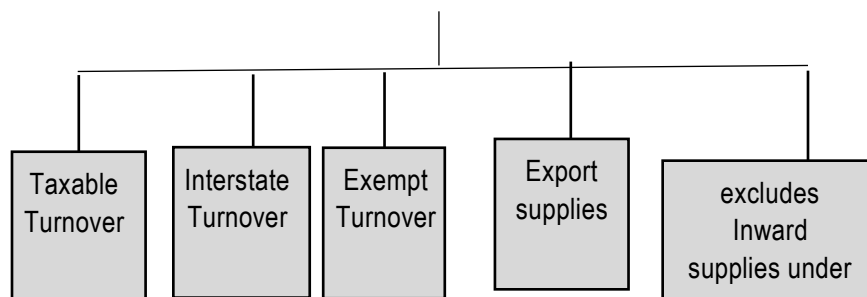 Taxable
Turnover
Interstate
Turnover
Exempt
Turnover
Export
supplies
excludes
Inward
supplies under